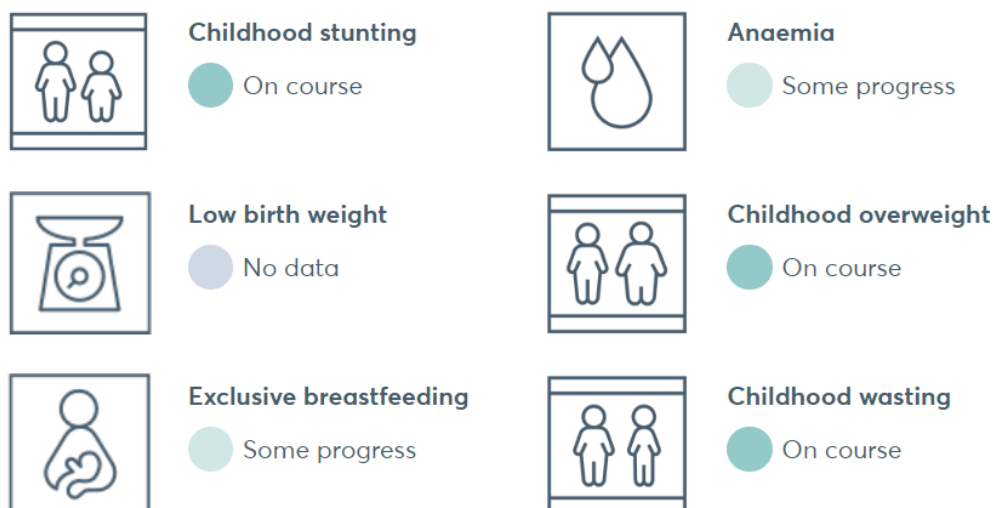 Childhood stunting
On course
Anaemia
Some progress
Low birth weight
No data
Childhood overweight
On course
Exclusive breastfeeding
Some progress
Childhood wasting
On course